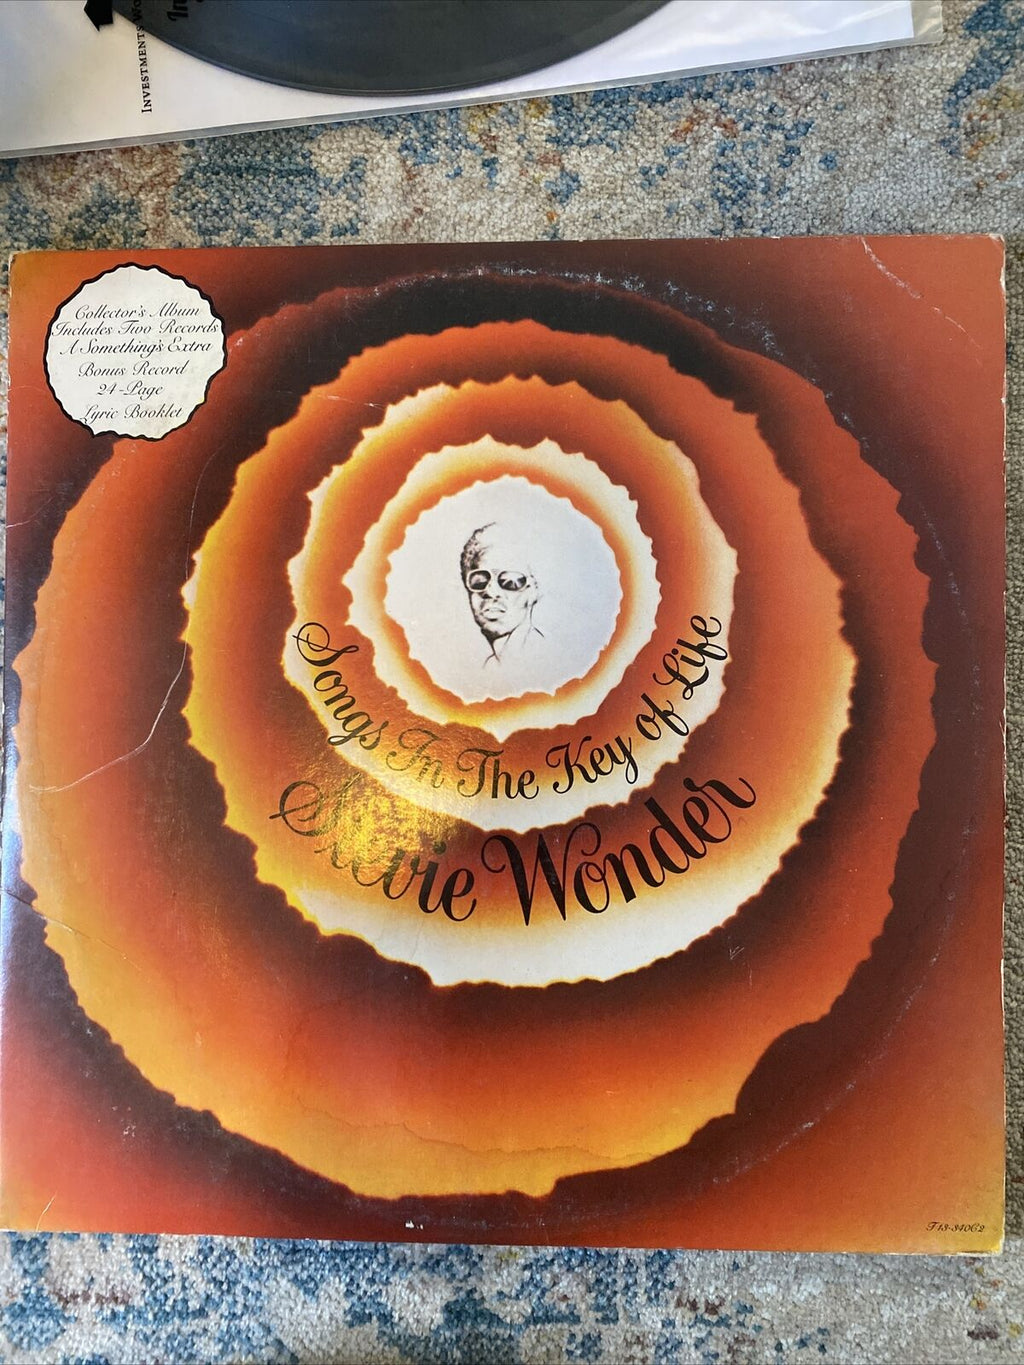 INVESTMENTS
Collector's Album
Includes Two Records
A Something's Extra
Bonus Record
24-Page
Lyric Booklet
Songs In The Key of Life
Stevie Wonder
T13-340C2